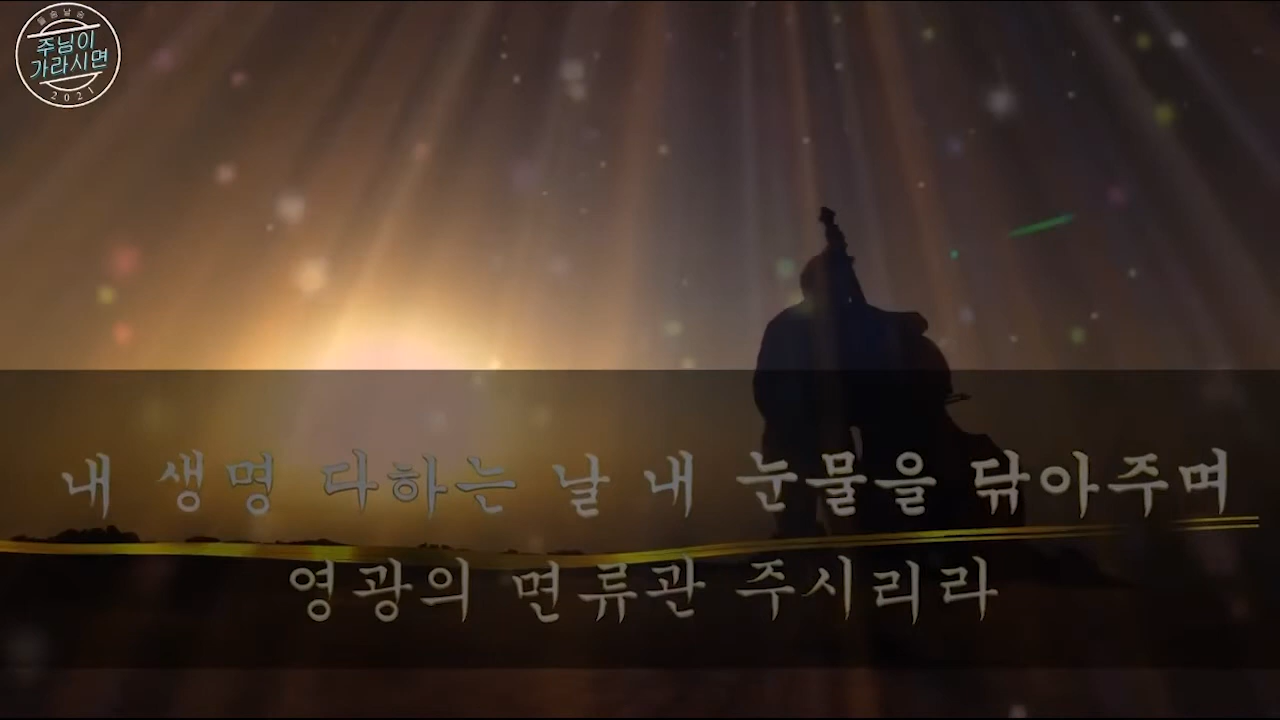 주님이
가라시면
2021
내 생명 다하는 날 내 눈물을 닦아주며
영광의 면류관 주시리라